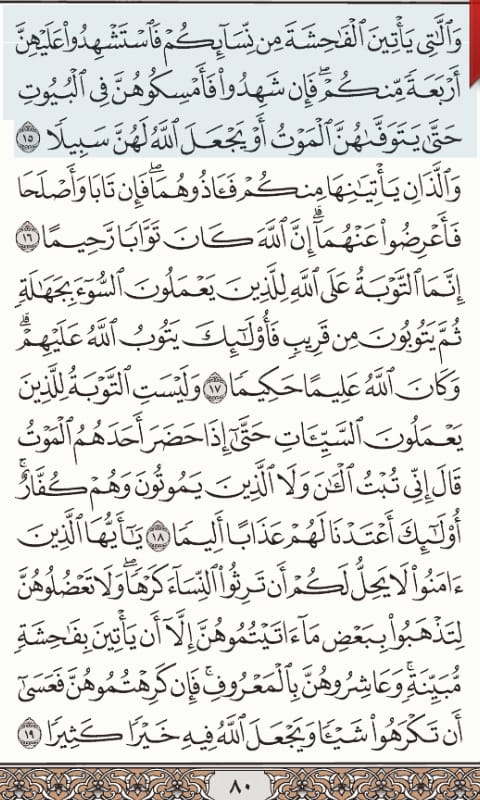 وَٱلَّٰتِي يَأۡتِينَ ٱلۡفَٰحِشَةَ مِن نِّسَآئِكُمۡ فَٱسۡتَشۡهِدُواْ عَلَيۡهِنَّ
أَرۡبَعَةٗ مِّنكُمۡۖ فَإِن شَهِدُواْ فَأَمۡسِكُوهُنَّ فِي ٱلۡبُيُوتِ
حَتَّىٰ يَتَوَفَّىٰهُنَّ ٱلۡمَوۡتُ أَوۡ يَجۡعَلَ ٱللَّهُ لَهُنَّ سَبِيلٗا ١٥
وَٱلَّذَانِ يَأۡتِيَٰنِهَا مِنكُمۡ فَـَٔاذُوهُمَاۖ فَإِن تَابَا وَأَصۡلَحَا
فَأَعۡرِضُواْ عَنۡهُمَآۗ إِنَّ ٱللَّهَ كَانَ تَوَّابٗا رَّحِيمًا ١٦
إِنَّمَا ٱلتَّوۡبَةُ عَلَى ٱللَّهِ لِلَّذِينَ يَعۡمَلُونَ ٱلسُّوٓءَ بِجَهَٰلَةٖ
ثُمَّ يَتُوبُونَ مِن قَرِيبٖ فَأُوْلَٰٓئِكَ يَتُوبُ ٱللَّهُ عَلَيۡهِمۡۗ
وَكَانَ ٱللَّهُ عَلِيمًا حَكِيمٗا ١٧ وَلَيۡسَتِ ٱلتَّوۡبَةُ لِلَّذِينَ
يَعۡمَلُونَ ٱلسَّيِّـَٔاتِ حَتَّىٰٓ إِذَا حَضَرَ أَحَدَهُمُ ٱلۡمَوۡتُ
قَالَ إِنِّي تُبۡتُ ٱلۡـَٰٔنَ وَلَا ٱلَّذِينَ يَمُوتُونَ وَهُمۡ كُفَّارٌۚ
أُوْلَٰٓئِكَ أَعۡتَدۡنَا لَهُمۡ عَذَابًا أَلِيمٗا ١٨ يَٰٓأَيُّهَا ٱلَّذِينَ
ءَامَنُواْ لَا يَحِلُّ لَكُمۡ أَن تَرِثُواْ ٱلنِّسَآءَ كَرۡهٗاۖ وَلَا تَعۡضُلُوهُنَّ
لِتَذۡهَبُواْ بِبَعۡضِ مَآ ءَاتَيۡتُمُوهُنَّ إِلَّآ أَن يَأۡتِينَ بِفَٰحِشَةٖ
مُّبَيِّنَةٖۚ وَعَاشِرُوهُنَّ بِٱلۡمَعۡرُوفِۚ فَإِن كَرِهۡتُمُوهُنَّ فَعَسَىٰٓ
أَن تَكۡرَهُواْ شَيۡـٔٗا وَيَجۡعَلَ ٱللَّهُ فِيهِ خَيۡرٗا كَثِيرٗا ١٩
٨٠